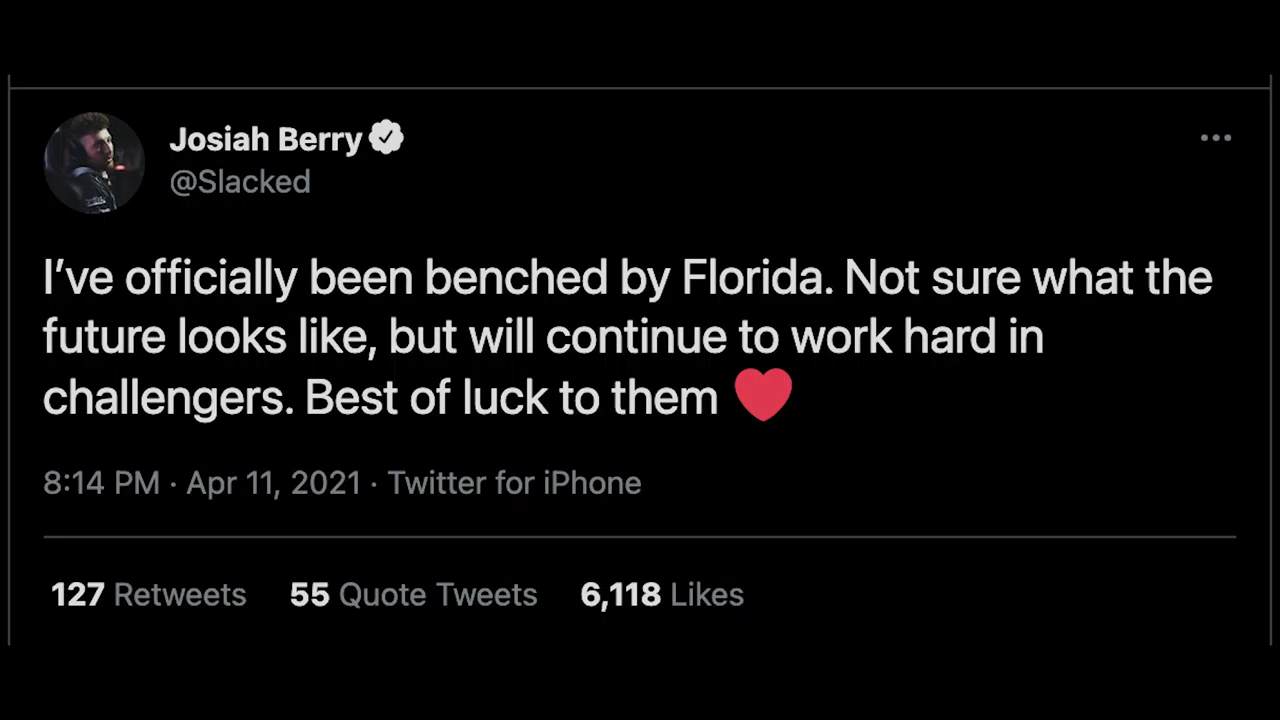 Josiah Berry
@Slacked
I’ve officially been benched by Florida. Not sure what the
future looks like, but will continue to work hard in
challengers. Best of luck to them ❤️
8:14 PM · Apr 11, 2021 · Twitter for iPhone
127 Retweets 55 Quote Tweets 6,118 Likes